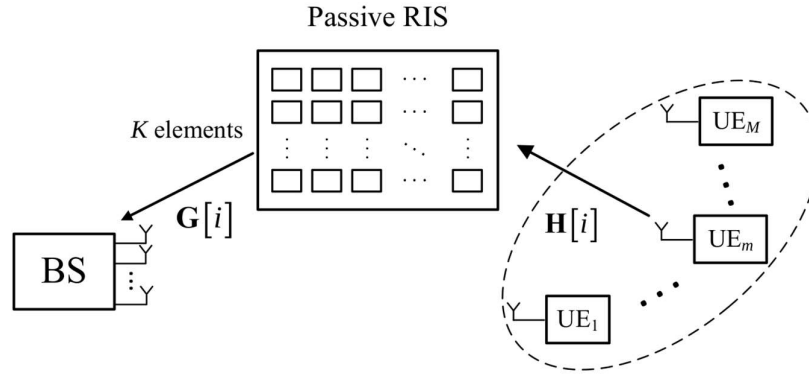 Passive RIS
K elements
G[i]
H[i]
BS
UE_M
UE_m
UE_1